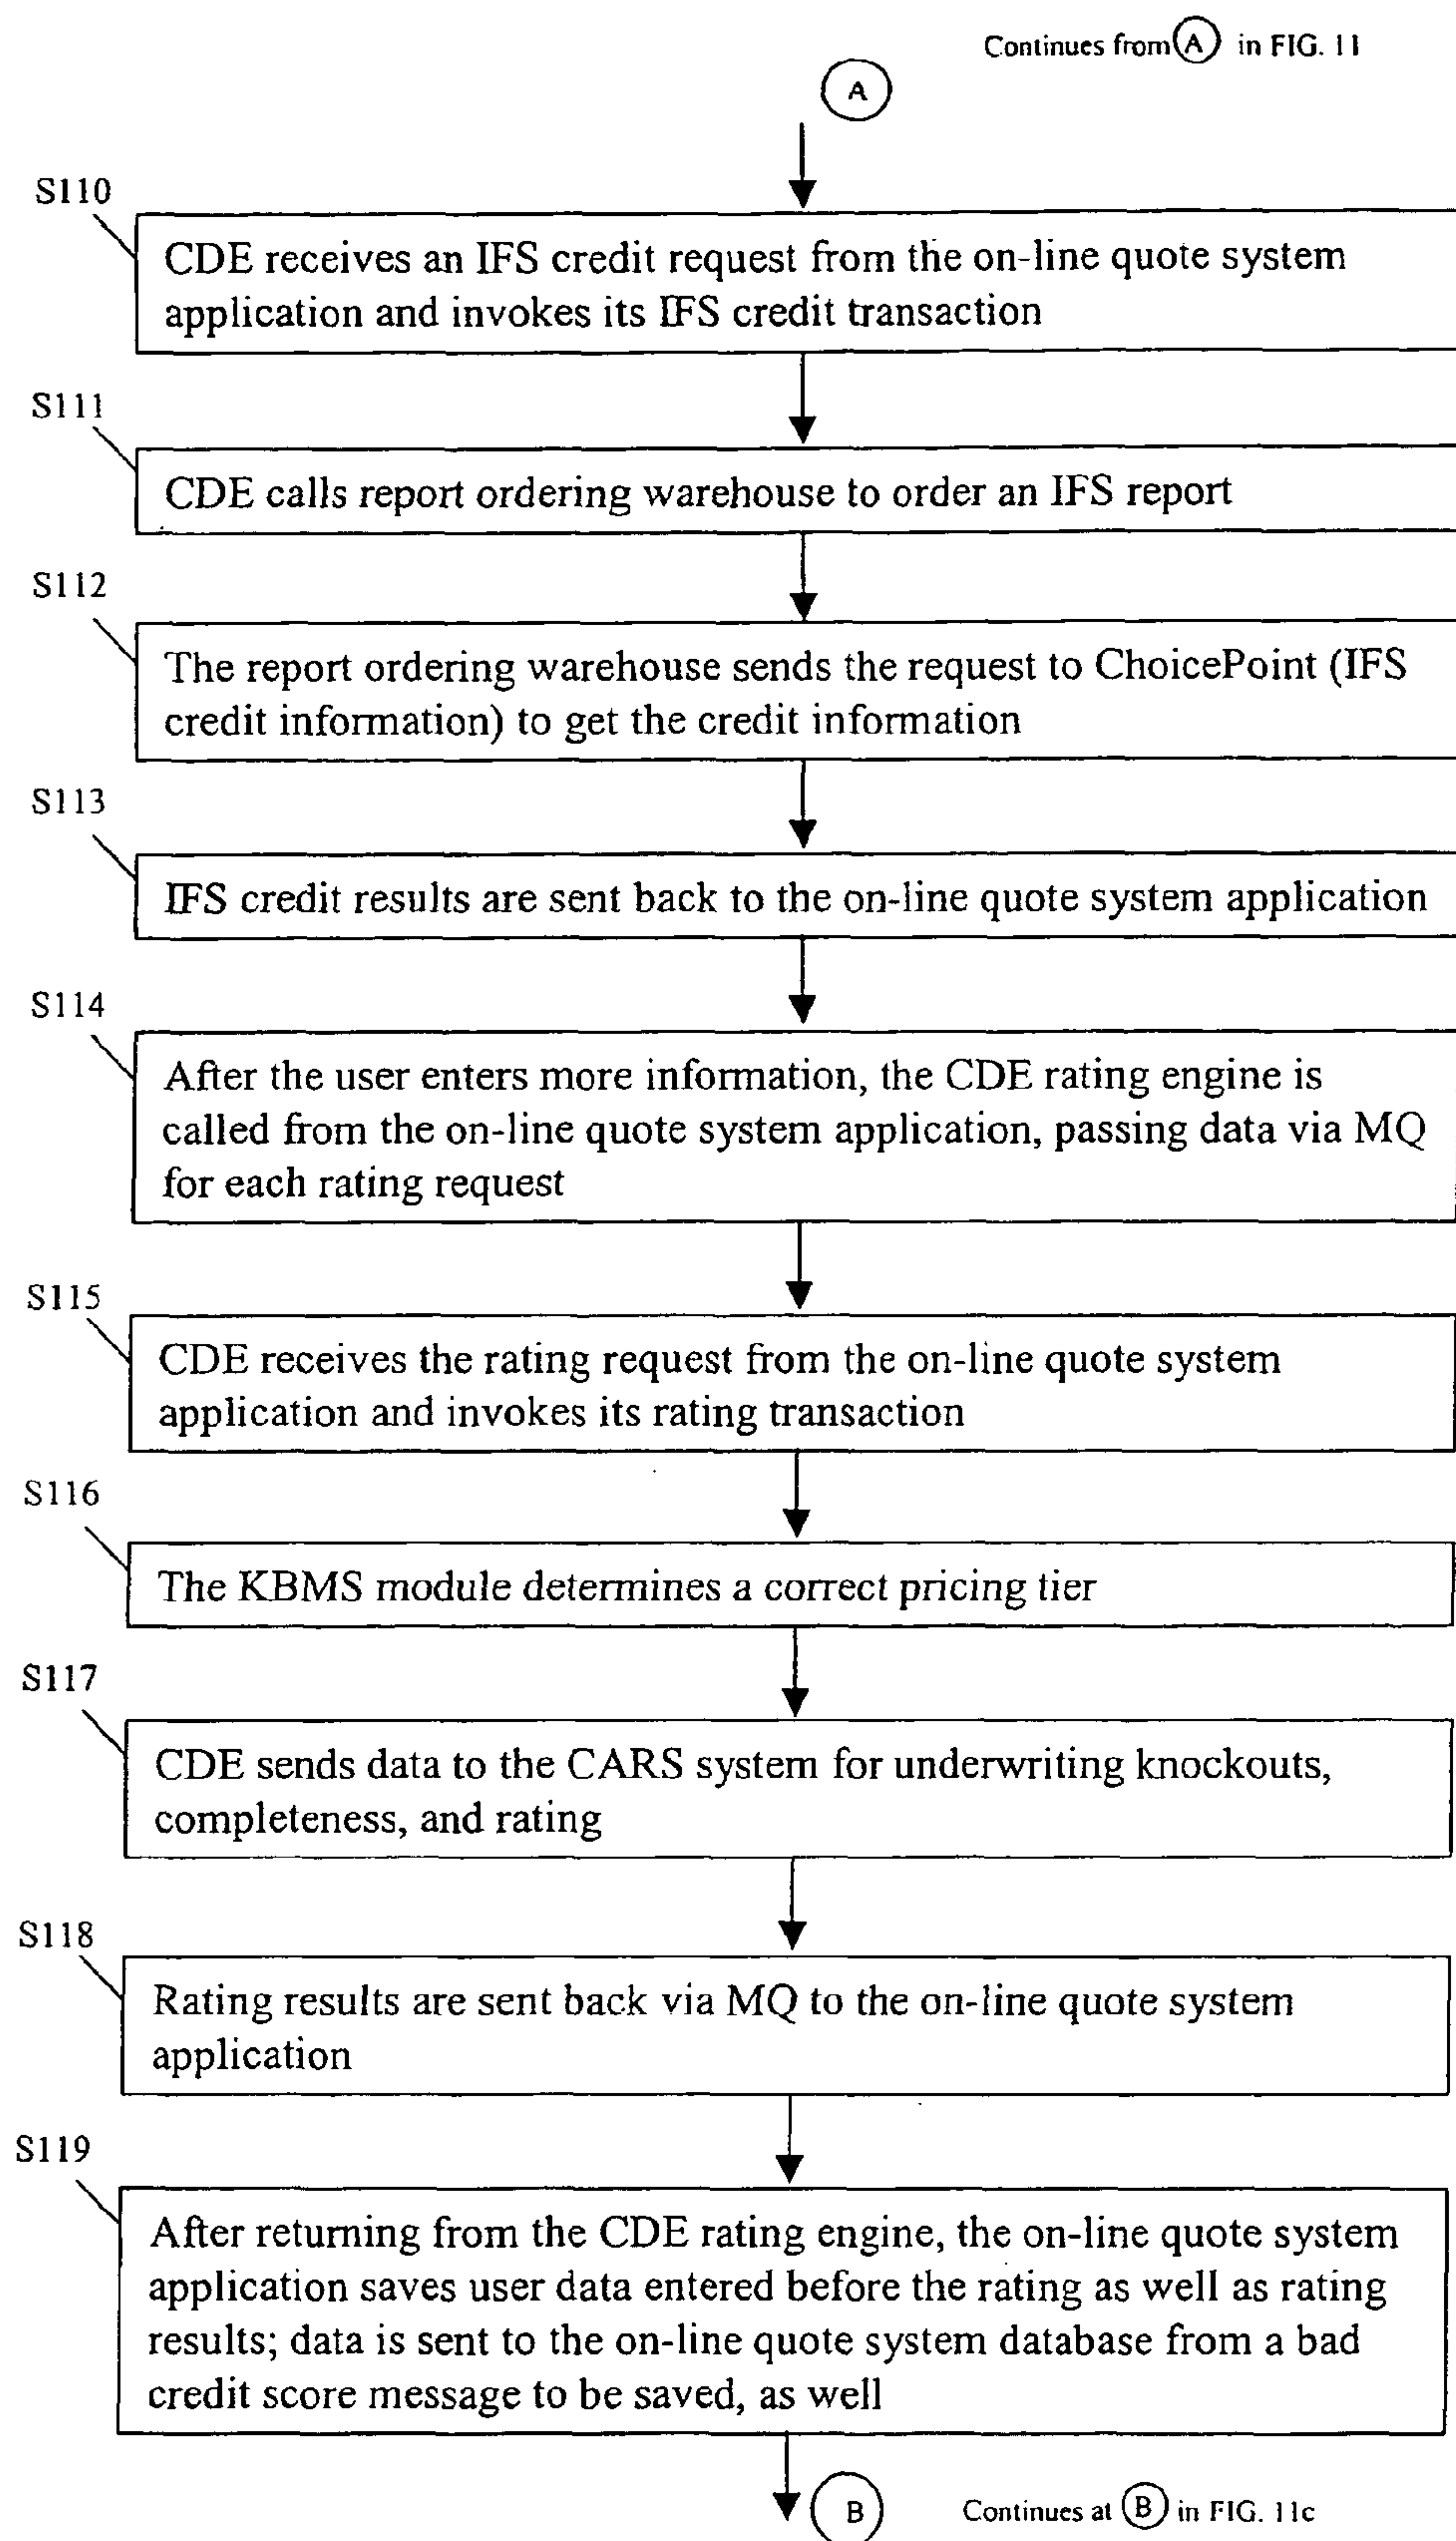 Continues from A in FIG. 11
A
S110
CDE receives an IFS credit request from the on-line quote system
application and invokes its IFS credit transaction
S111
CDE calls report ordering warehouse to order an IFS report
S112
The report ordering warehouse sends the request to ChoicePoint (IFS
credit information) to get the credit information
S113
IFS credit results are sent back to the on-line quote system application
S114
After the user enters more information, the CDE rating engine is
called from the on-line quote system application, passing data via MQ
for each rating request
S115
CDE receives the rating request from the on-line quote system
application and invokes its rating transaction
S116
The KBMS module determines a correct pricing tier
S117
CDE sends data to the CARS system for underwriting knockouts,
completeness, and rating
S118
Rating results are sent back via MQ to the on-line quote system
application
S119
After returning from the CDE rating engine, the on-line quote system
application saves user data entered before the rating as well as rating
results; data is sent to the on-line quote system database from a bad
credit score message to be saved, as well
B
Continues at B in FIG. 11c